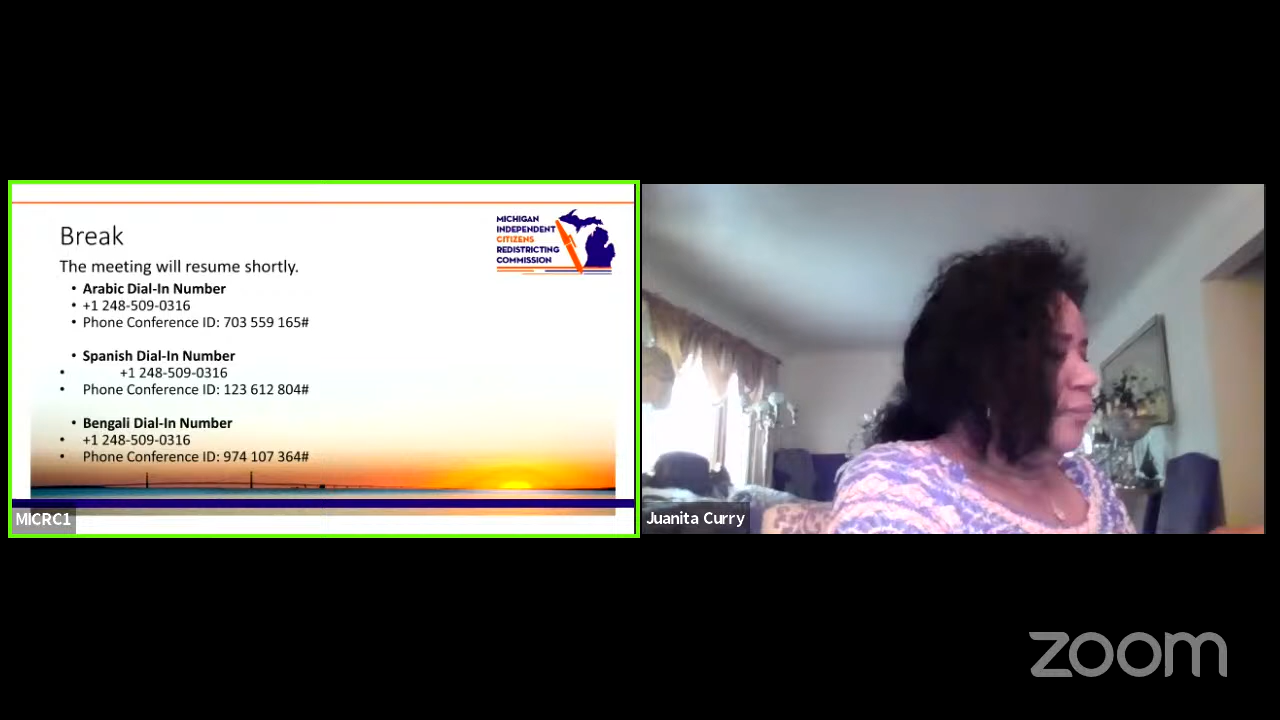 Break
The meeting will resume shortly.
• Arabic Dial-In Number
• +1 248-509-0316
• Phone Conference ID: 703 559 165#
• Spanish Dial-In Number
• +1 248-509-0316
• Phone Conference ID: 123 612 804#
• Bengali Dial-In Number
• +1 248-509-0316
• Phone Conference ID: 974 107 364#
MICHIGAN
INDEPENDENT
CITIZENS
REDISTRICTING
COMMISSION
MICRC1
Juanita Curry
zoom